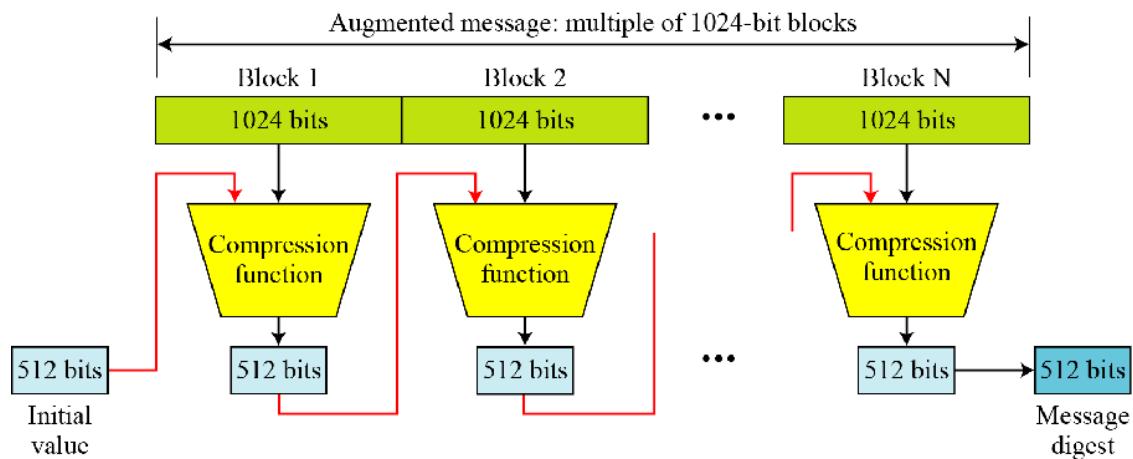 Augmented message: multiple of 1024-bit blocks
Block 1
Block 2
Block N
1024 bits
1024 bits
•••
1024 bits
Compression
function
Compression
function
Compression
function
512 bits
512 bits
512 bits
•••
512 bits
512 bits
Initial
value
Message
digest